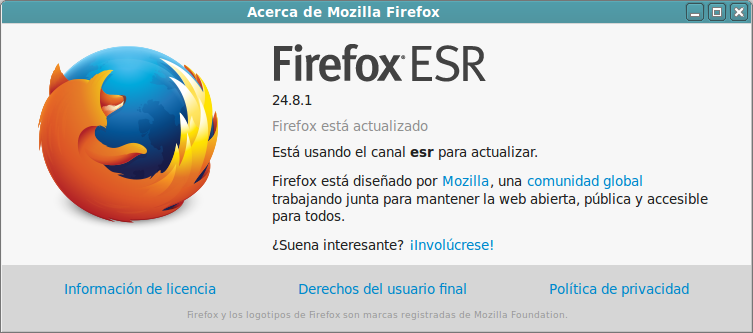 Acerca de Mozilla Firefox
Firefox® ESR
24.8.1
Firefox está actualizado
Está usando el canal esr para actualizar.
Firefox está diseñado por Mozilla, una comunidad global
trabajando junta para mantener la web abierta, pública y accesible
para todos.
¿Suena interesante? ¡Involúcrese!
Información de licencia Derechos del usuario final Política de privacidad
Firefox y los logotipos de Firefox son marcas registradas de Mozilla Foundation.